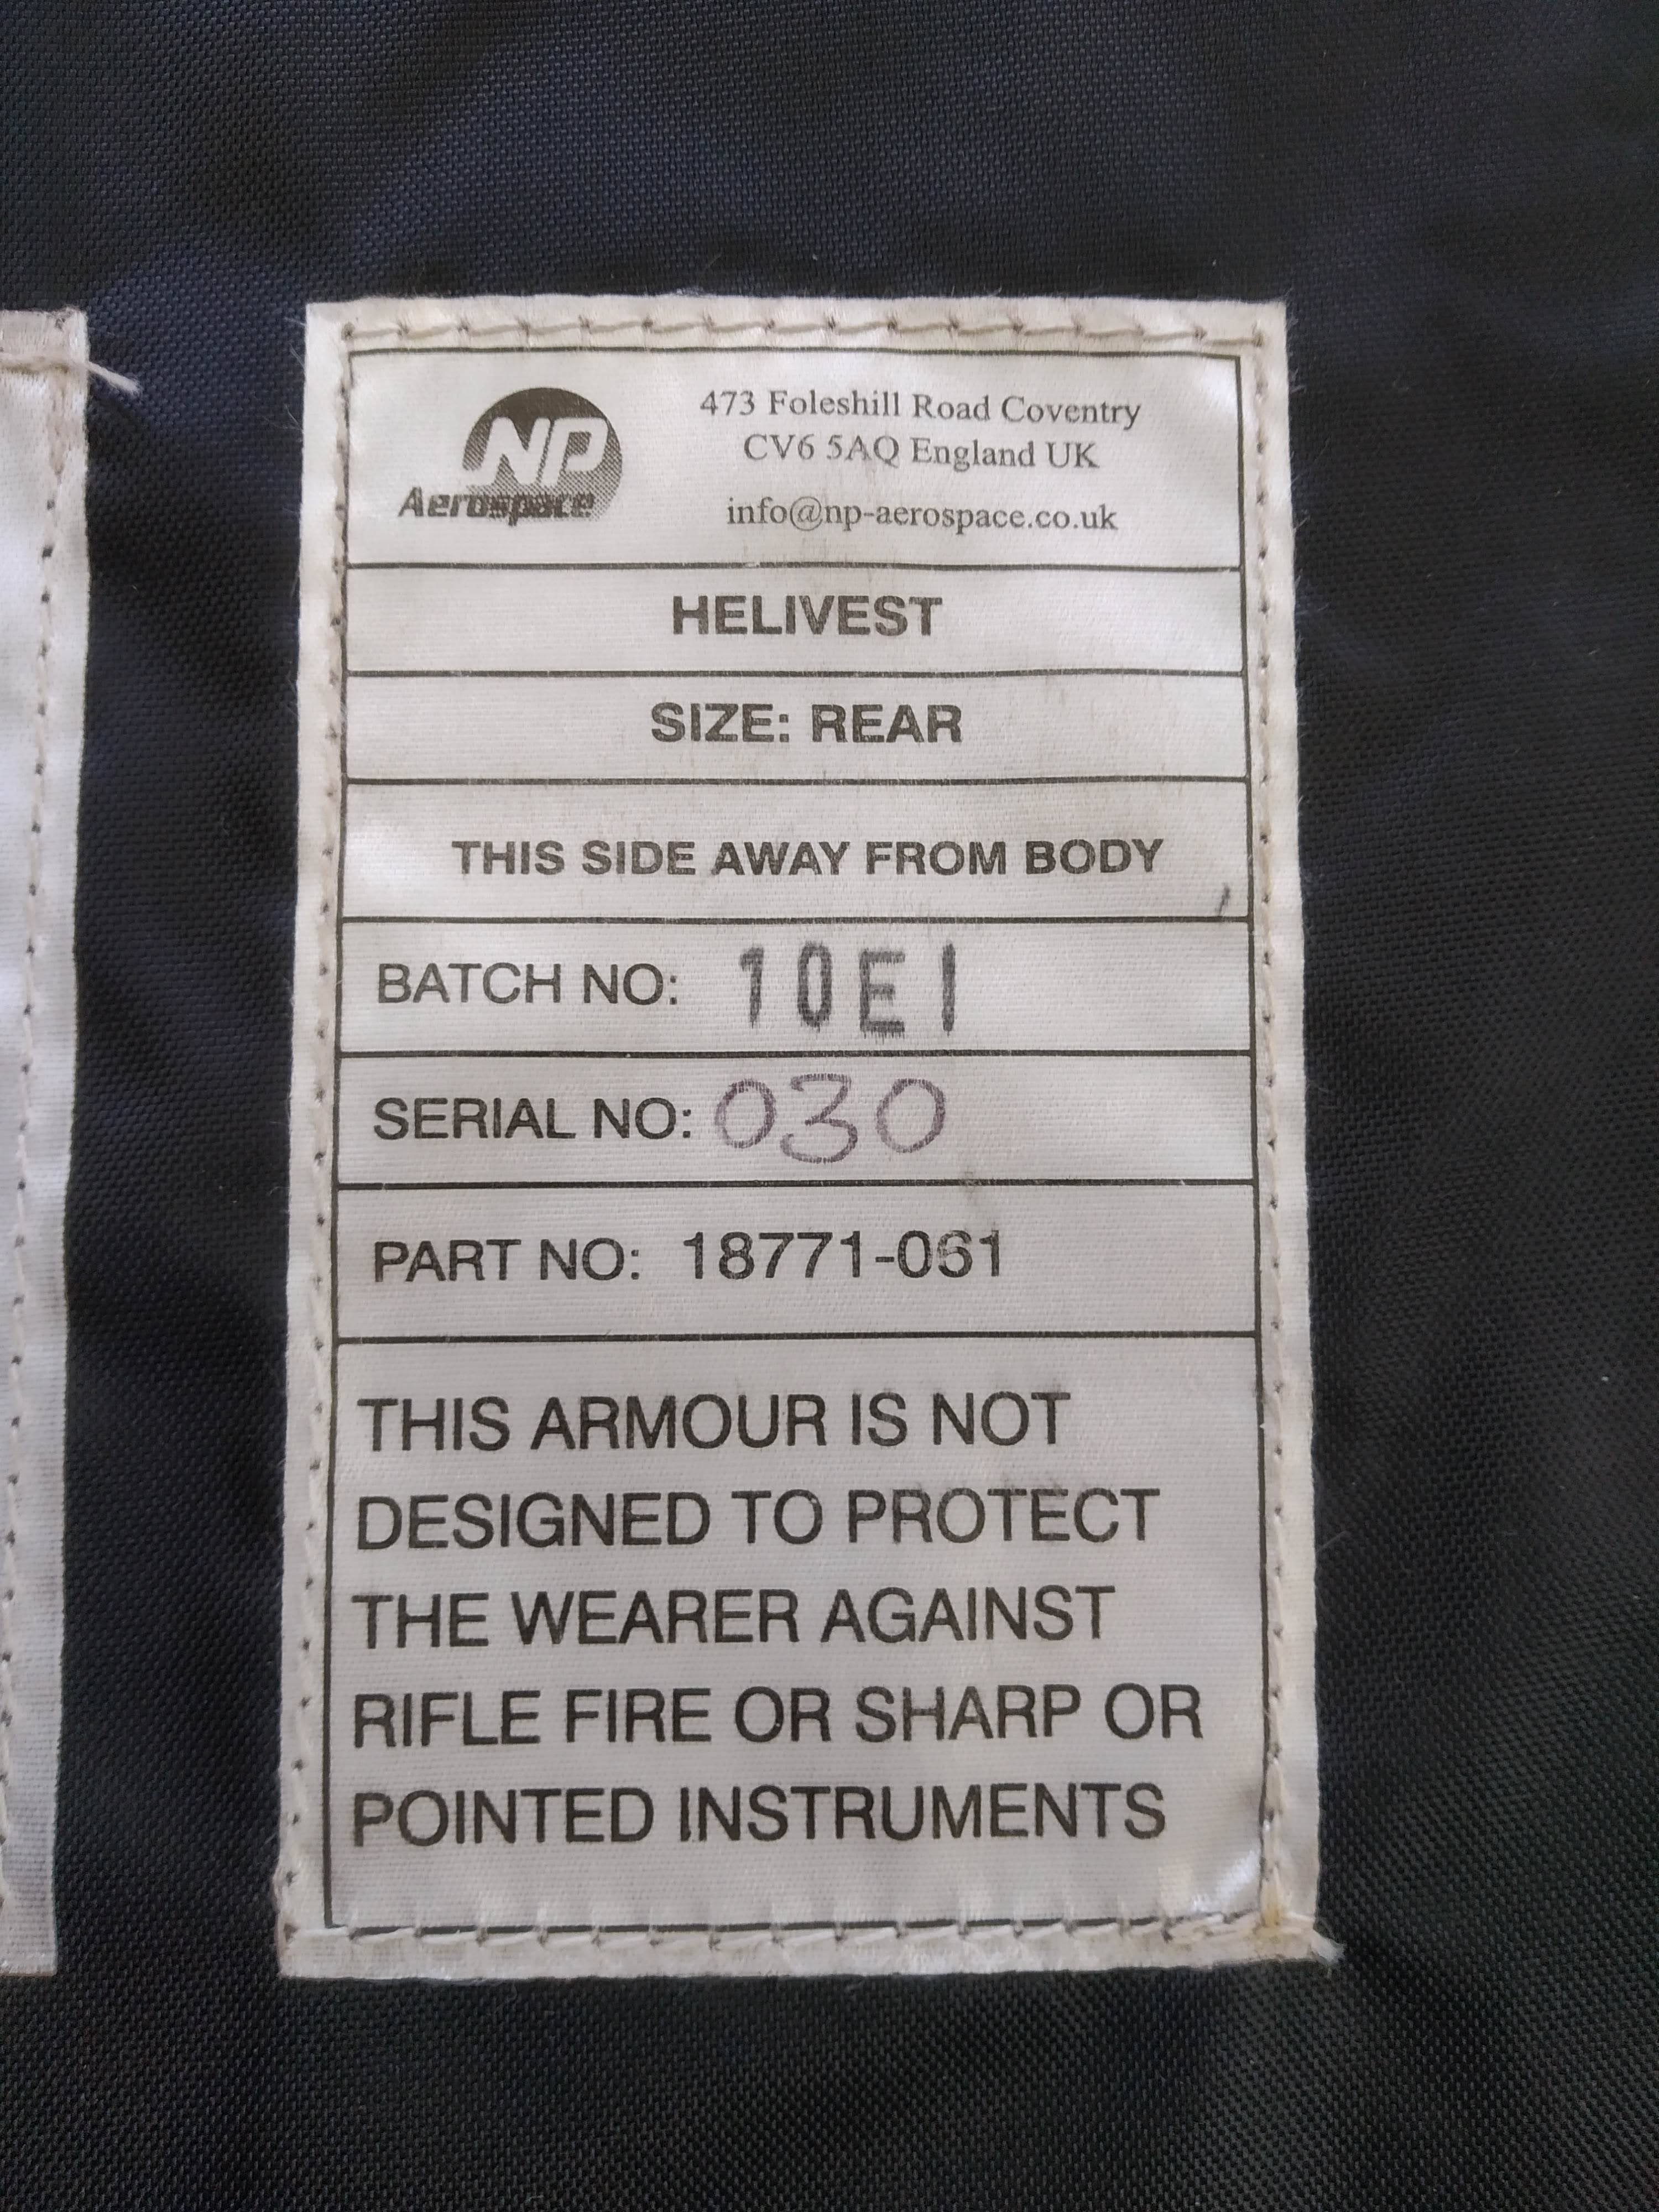 NP
Aerospace
473 Foleshill Road Coventry
CV6 5AQ England UK
info@np-aerospace.co.uk
HELIVEST
SIZE: REAR
THIS SIDE AWAY FROM BODY
BATCH NO: 10E1
SERIAL NO: 030
PART NO: 18771-061
THIS ARMOUR IS NOT
DESIGNED TO PROTECT
THE WEARER AGAINST
RIFLE FIRE OR SHARP OR
POINTED INSTRUMENTS